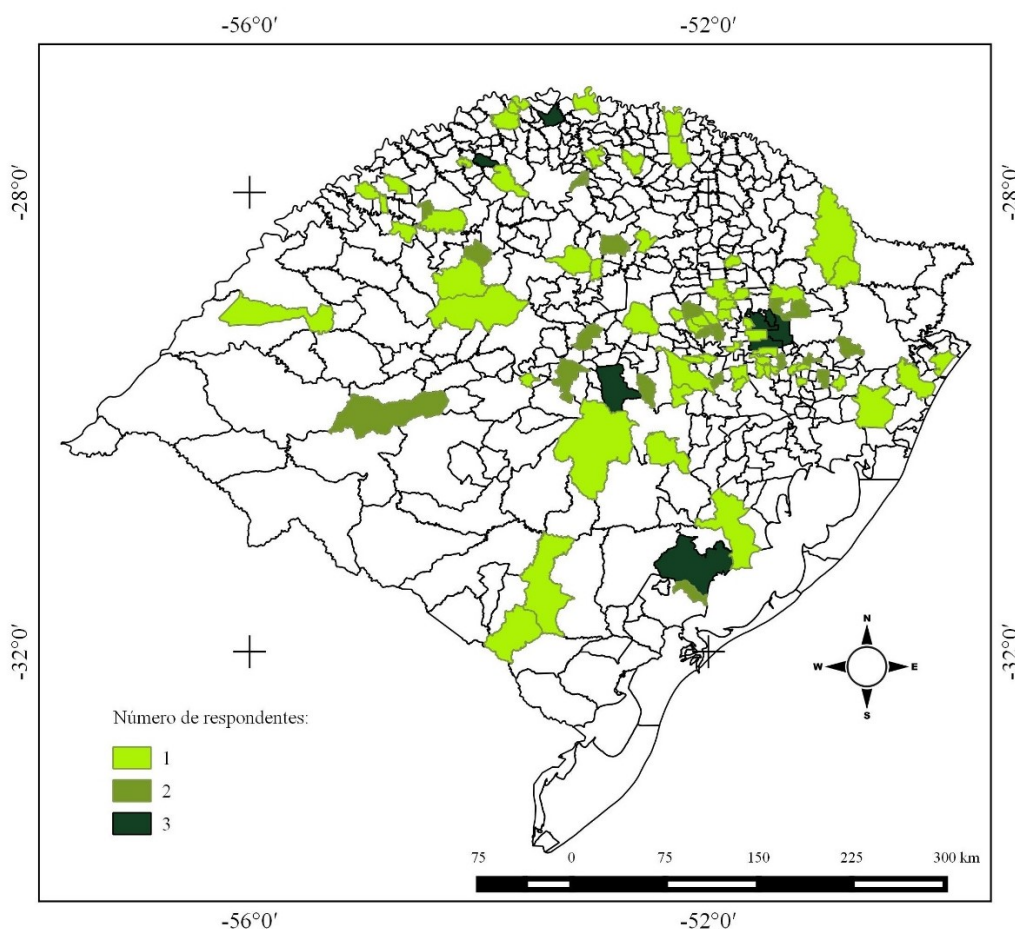 -56°0′ -52°0′
-28°0′ -28°0′
-32°0′ -32°0′
N
W E
S
Número de respondentes:
1
2
3
75 0 75 150 225 300 km
-56°0′ -52°0′